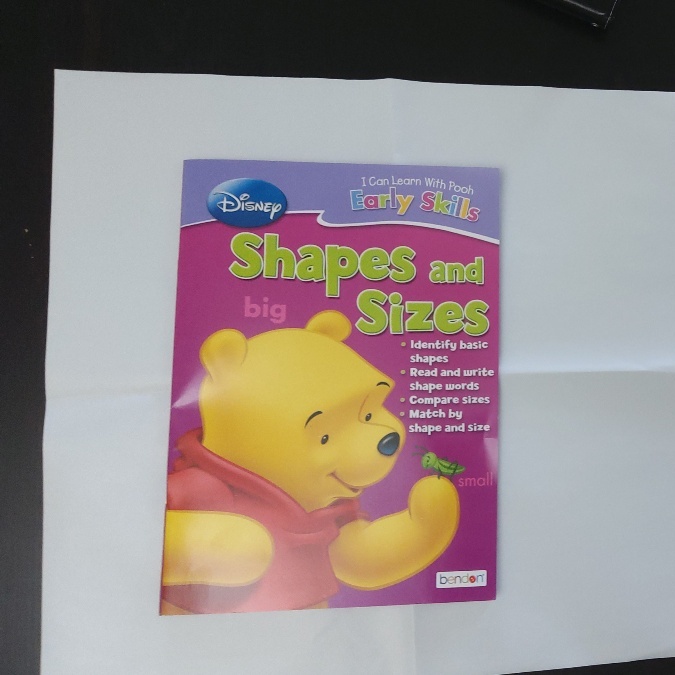 Disney
I Can Learn With Pooh
Early Skills
Shapes and
Sizes
big
• Identify basic
shapes
• Read and write
shape words
• Compare sizes
• Match by
shape and size
small
bendon